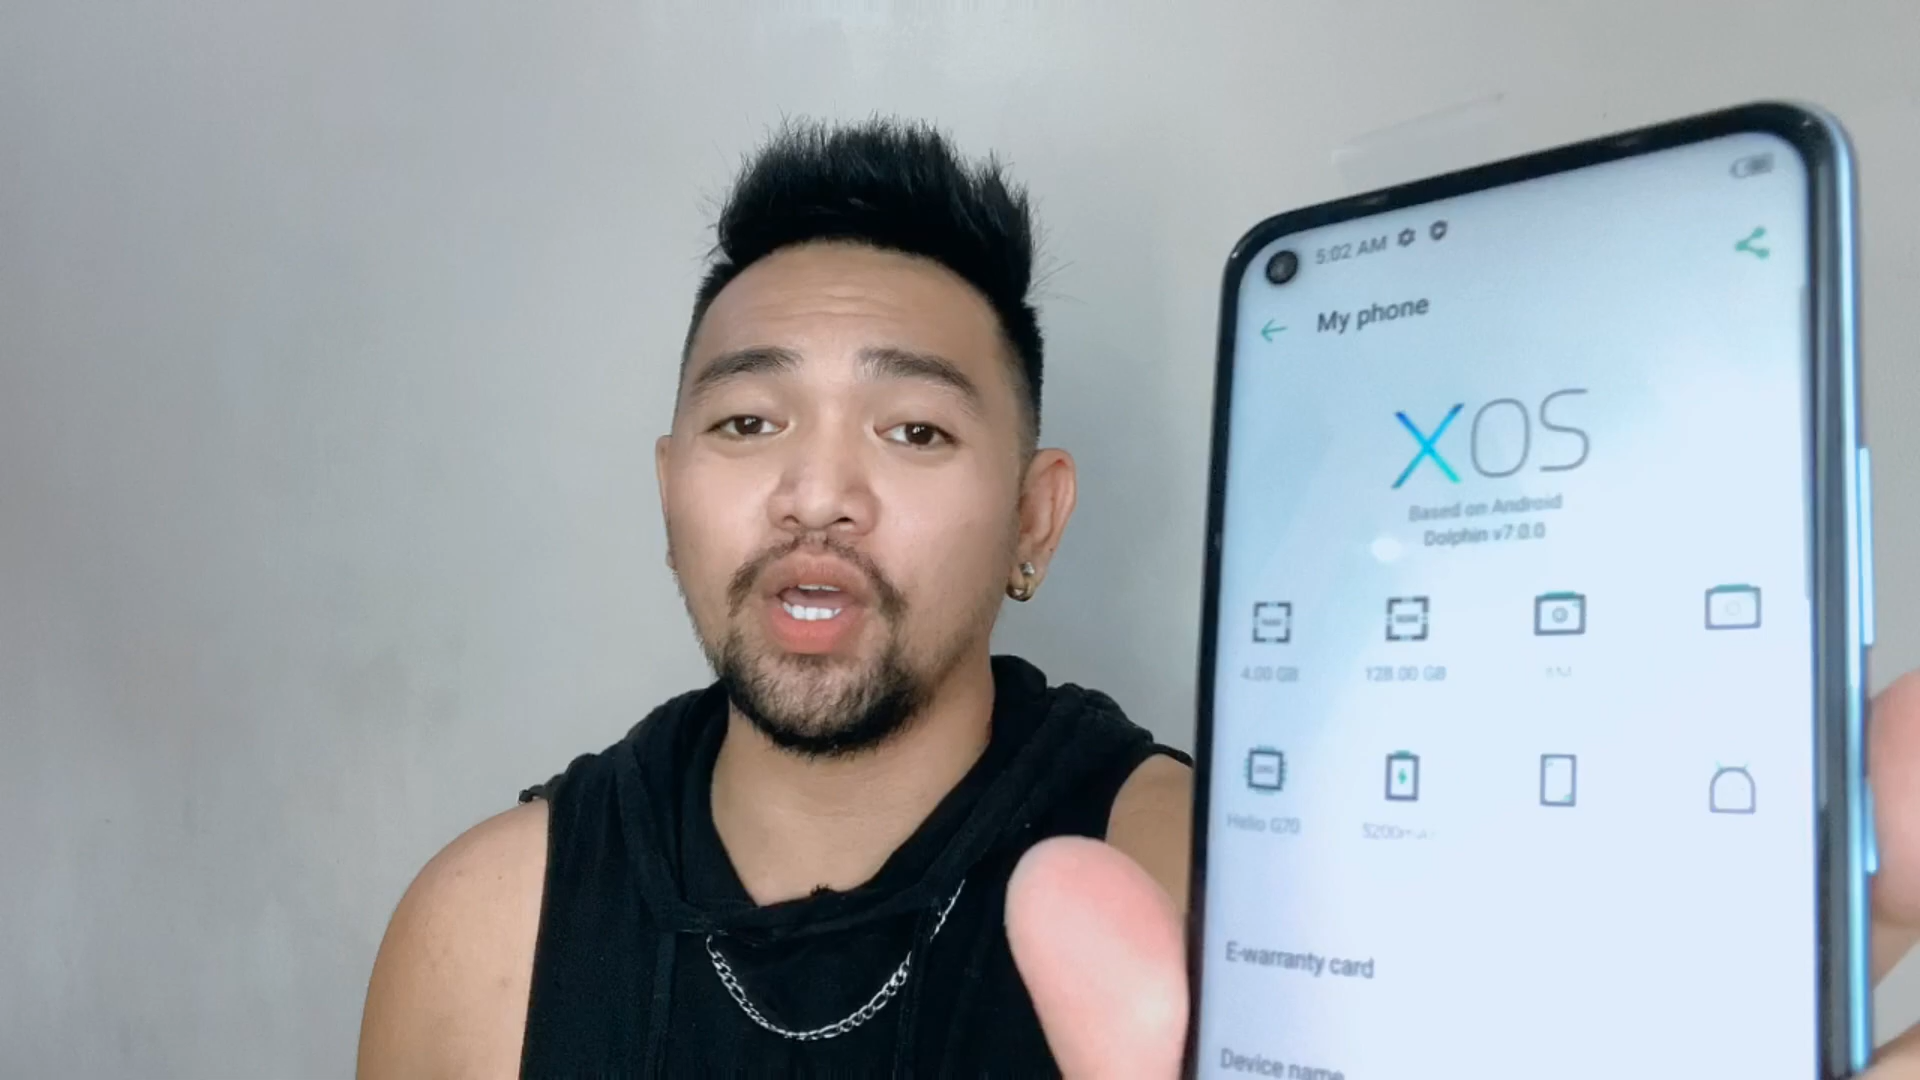 5:02 AM
My phone
XOS
Based on Android
Dolphin v7.0.0
4.00 GB
128.00 GB
Helio G70
E-warranty card
Device name